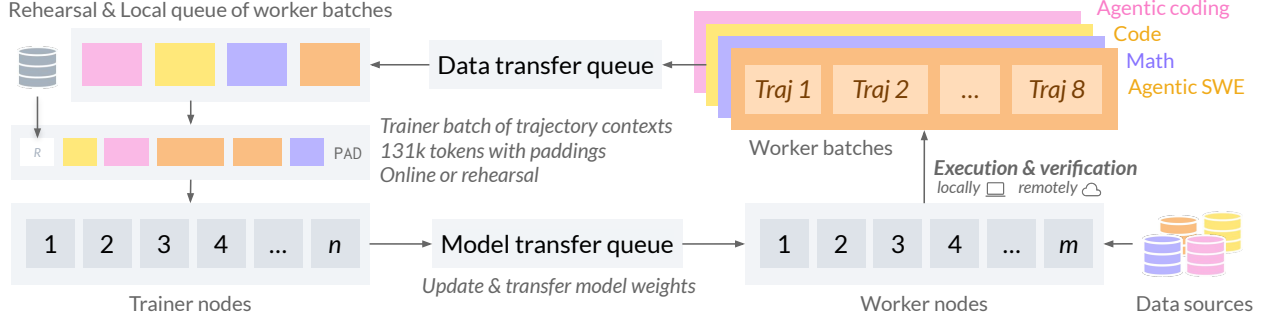 Rehearsal & Local queue of worker batches
Data transfer queue
Agentic coding
Code
Math
Agentic SWE
Traj 1
Traj 2
...
Traj 8
Worker batches
R
PAD
Trainer batch of trajectory contexts
131k tokens with paddings
Online or rehearsal
Execution & verification
locally
remotely
1
2
3
4
...
n
Model transfer queue
Update & transfer model weights
1
2
3
4
...
m
Trainer nodes
Worker nodes
Data sources